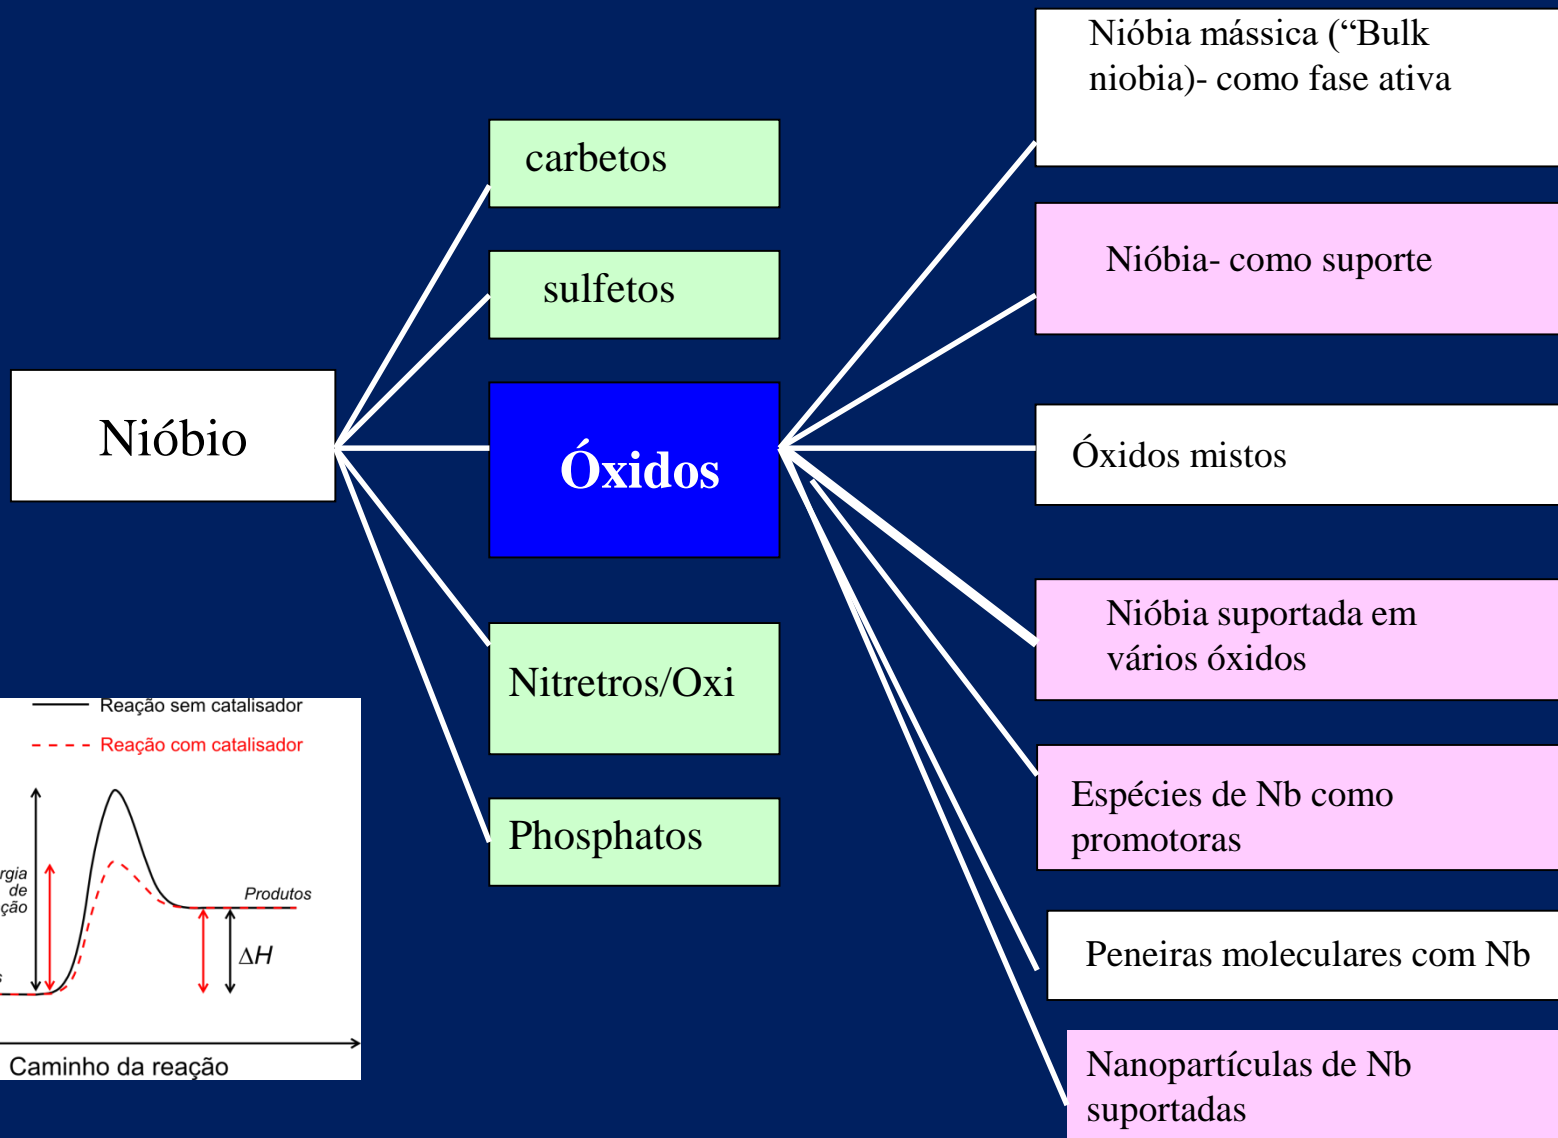 Nióbio
carbetos
sulfetos
Óxidos
Nitretros/Oxi
Phosphatos
Nióbia mássica (“Bulk
niobia)- como fase ativa
Nióbia- como suporte
Óxidos mistos
Nióbia suportada em
vários óxidos
Espécies de Nb como
promotoras
Peneiras moleculares com Nb
Nanopartículas de Nb
suportadas
Reação sem catalisador
Reação com catalisador
de
Produtos
ΔH
Caminho da reação